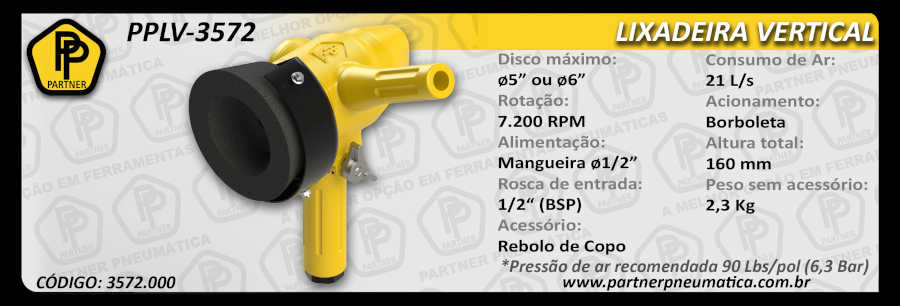 PPLV-3572
LIXADEIRA VERTICAL
PP
PARTNER
Disco máximo:
ø5” ou ø6”
Rotação:
7.200 RPM
Alimentação:
Mangueira ø1/2”
Rosca de entrada:
1/2“ (BSP)
Acessório:
Rebolo de Copo
Consumo de Ar:
21 L/s
Acionamento:
Borboleta
Altura total:
160 mm
Peso sem acessório:
2,3 Kg
*Pressão de ar recomendada 90 Lbs/pol (6,3 Bar)
CÓDIGO: 3572.000
www.partnerpneumatica.com.br